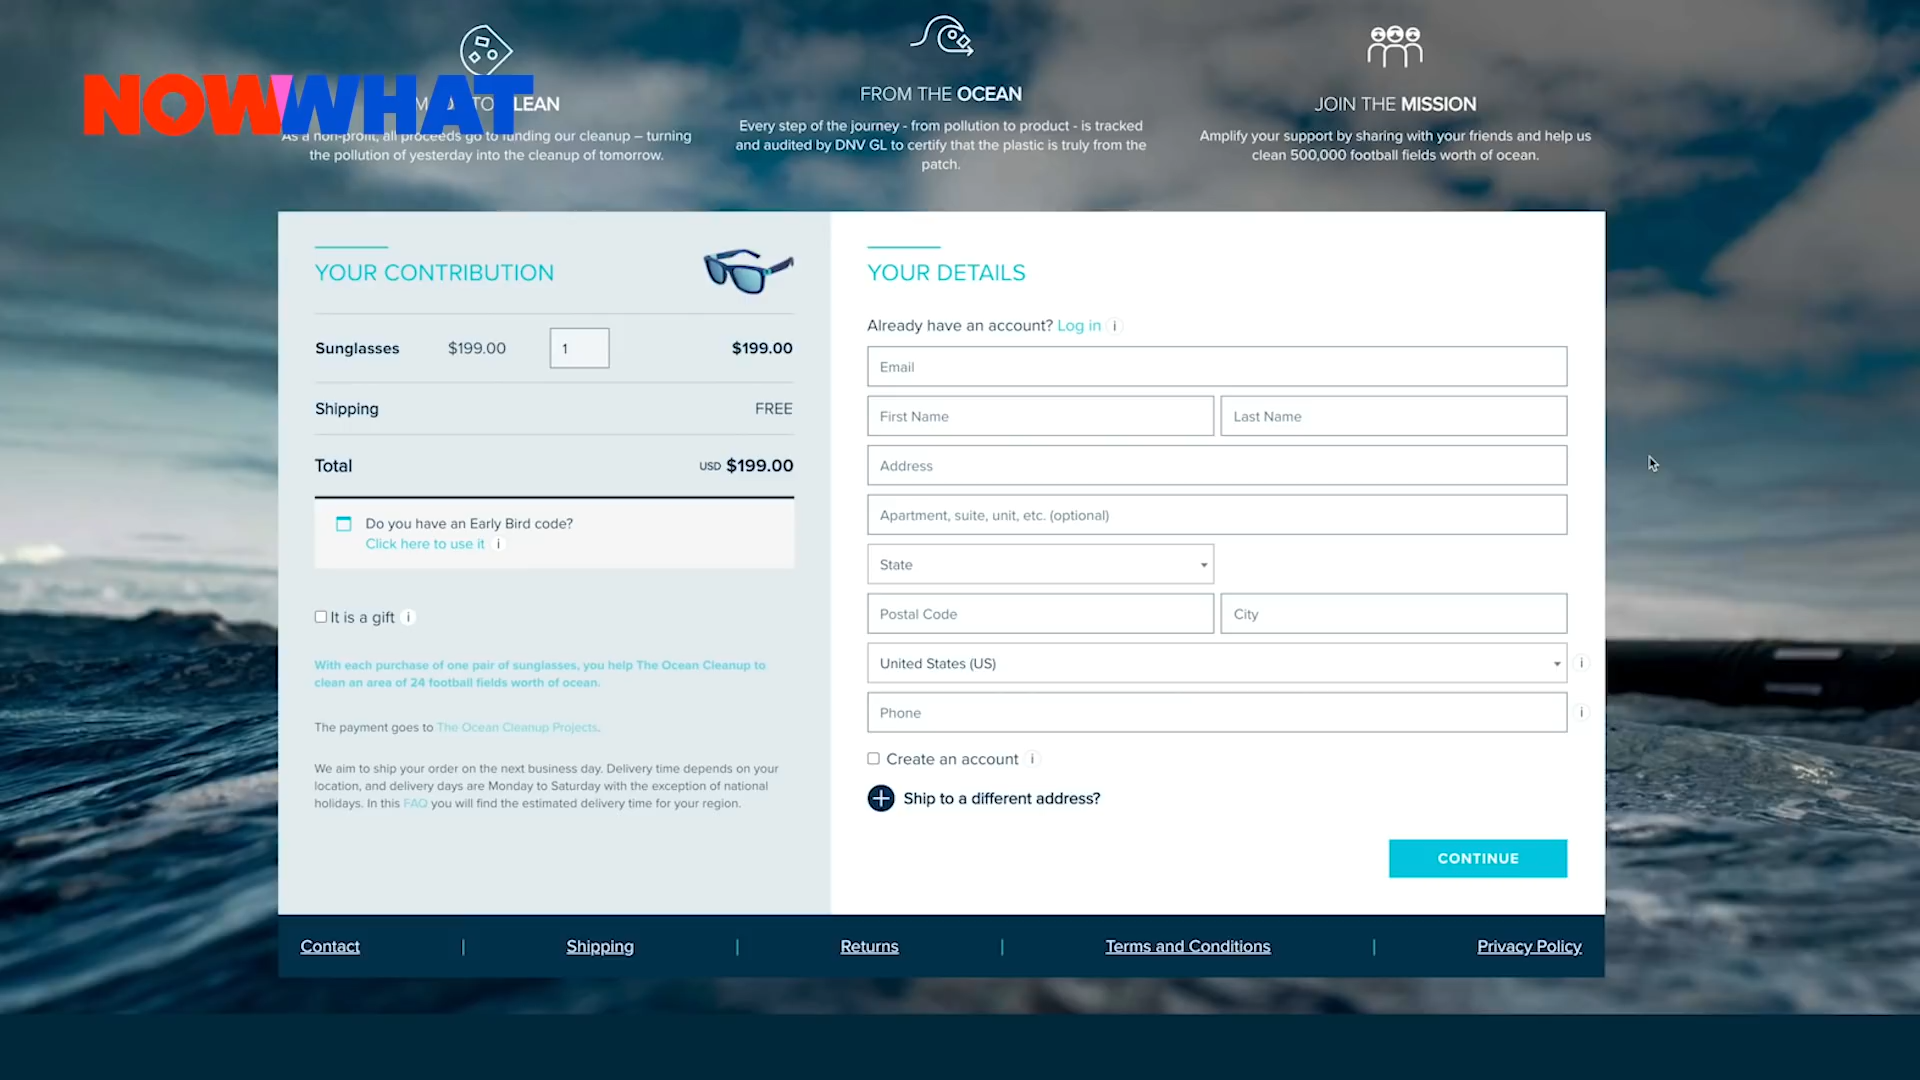 NOWWHAT
TO CLEAN
As a non-profit, all proceeds go to funding our cleanup – turning
the pollution of yesterday into the cleanup of tomorrow.
FROM THE OCEAN
Every step of the journey - from pollution to product - is tracked
and audited by DNV GL to certify that the plastic is truly from the
patch.
JOIN THE MISSION
Amplify your support by sharing with your friends and help us
clean 500,000 football fields worth of ocean.
YOUR CONTRIBUTION
Sunglasses $199.00 1 $199.00
Shipping FREE
Total USD $199.00
Do you have an Early Bird code?
Click here to use it i
It is a gift i
With each purchase of one pair of sunglasses, you help The Ocean Cleanup to
clean an area of 24 football fields worth of ocean.
The payment goes to The Ocean Cleanup Projects.
We aim to ship your order on the next business day. Delivery time depends on your
location, and delivery days are Monday to Saturday with the exception of national
holidays. In this FAQ you will find the estimated delivery time for your region.
YOUR DETAILS
Already have an account? Log in i
Email
First Name Last Name
Address
Apartment, suite, unit, etc. (optional)
State
Postal Code City
United States (US) i
Phone i
Create an account i
Ship to a different address?
CONTINUE
Contact | Shipping | Returns | Terms and Conditions | Privacy Policy